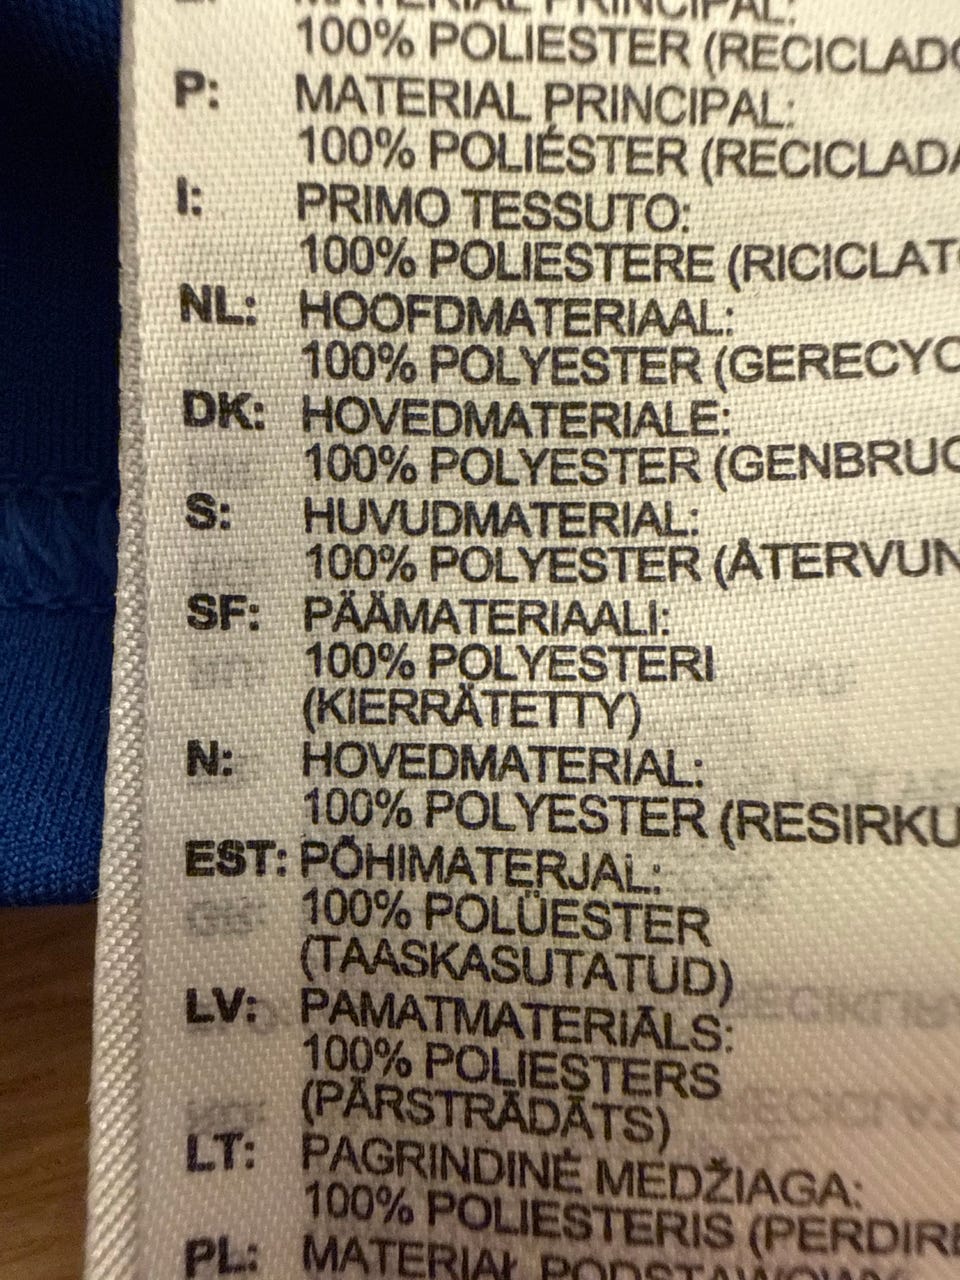 MATERIAL PRINCIPAL:
100% POLIESTER (RECICLADO
P: MATERIAL PRINCIPAL:
100% POLIÉSTER (RECICLADA
I: PRIMO TESSUTO:
100% POLIESTERE (RICICLATO
NL: HOOFDMATERIAAL:
100% POLYESTER (GERECYC
DK: HOVEDMATERIALE:
100% POLYESTER (GENBRUG
S: HUVUDMATERIAL:
100% POLYESTER (ÅTERVUN
SF: PÄÄMATERIAALI:
100% POLYESTERI
(KIERRÄTETTY)
N: HOVEDMATERIAL:
100% POLYESTER (RESIRKU
EST: PÕHIMATERJAL:
100% POLÜESTER
(TAASKASUTATUD)
LV: PAMATMATERIĀLS:
100% POLIESTERS
(PĀRSTRĀDĀTS)
LT: PAGRINDINĖ MEDŽIAGA:
100% POLIESTERIS (PERDIRB
PL: MATERIAŁ PODSTAWOWY: